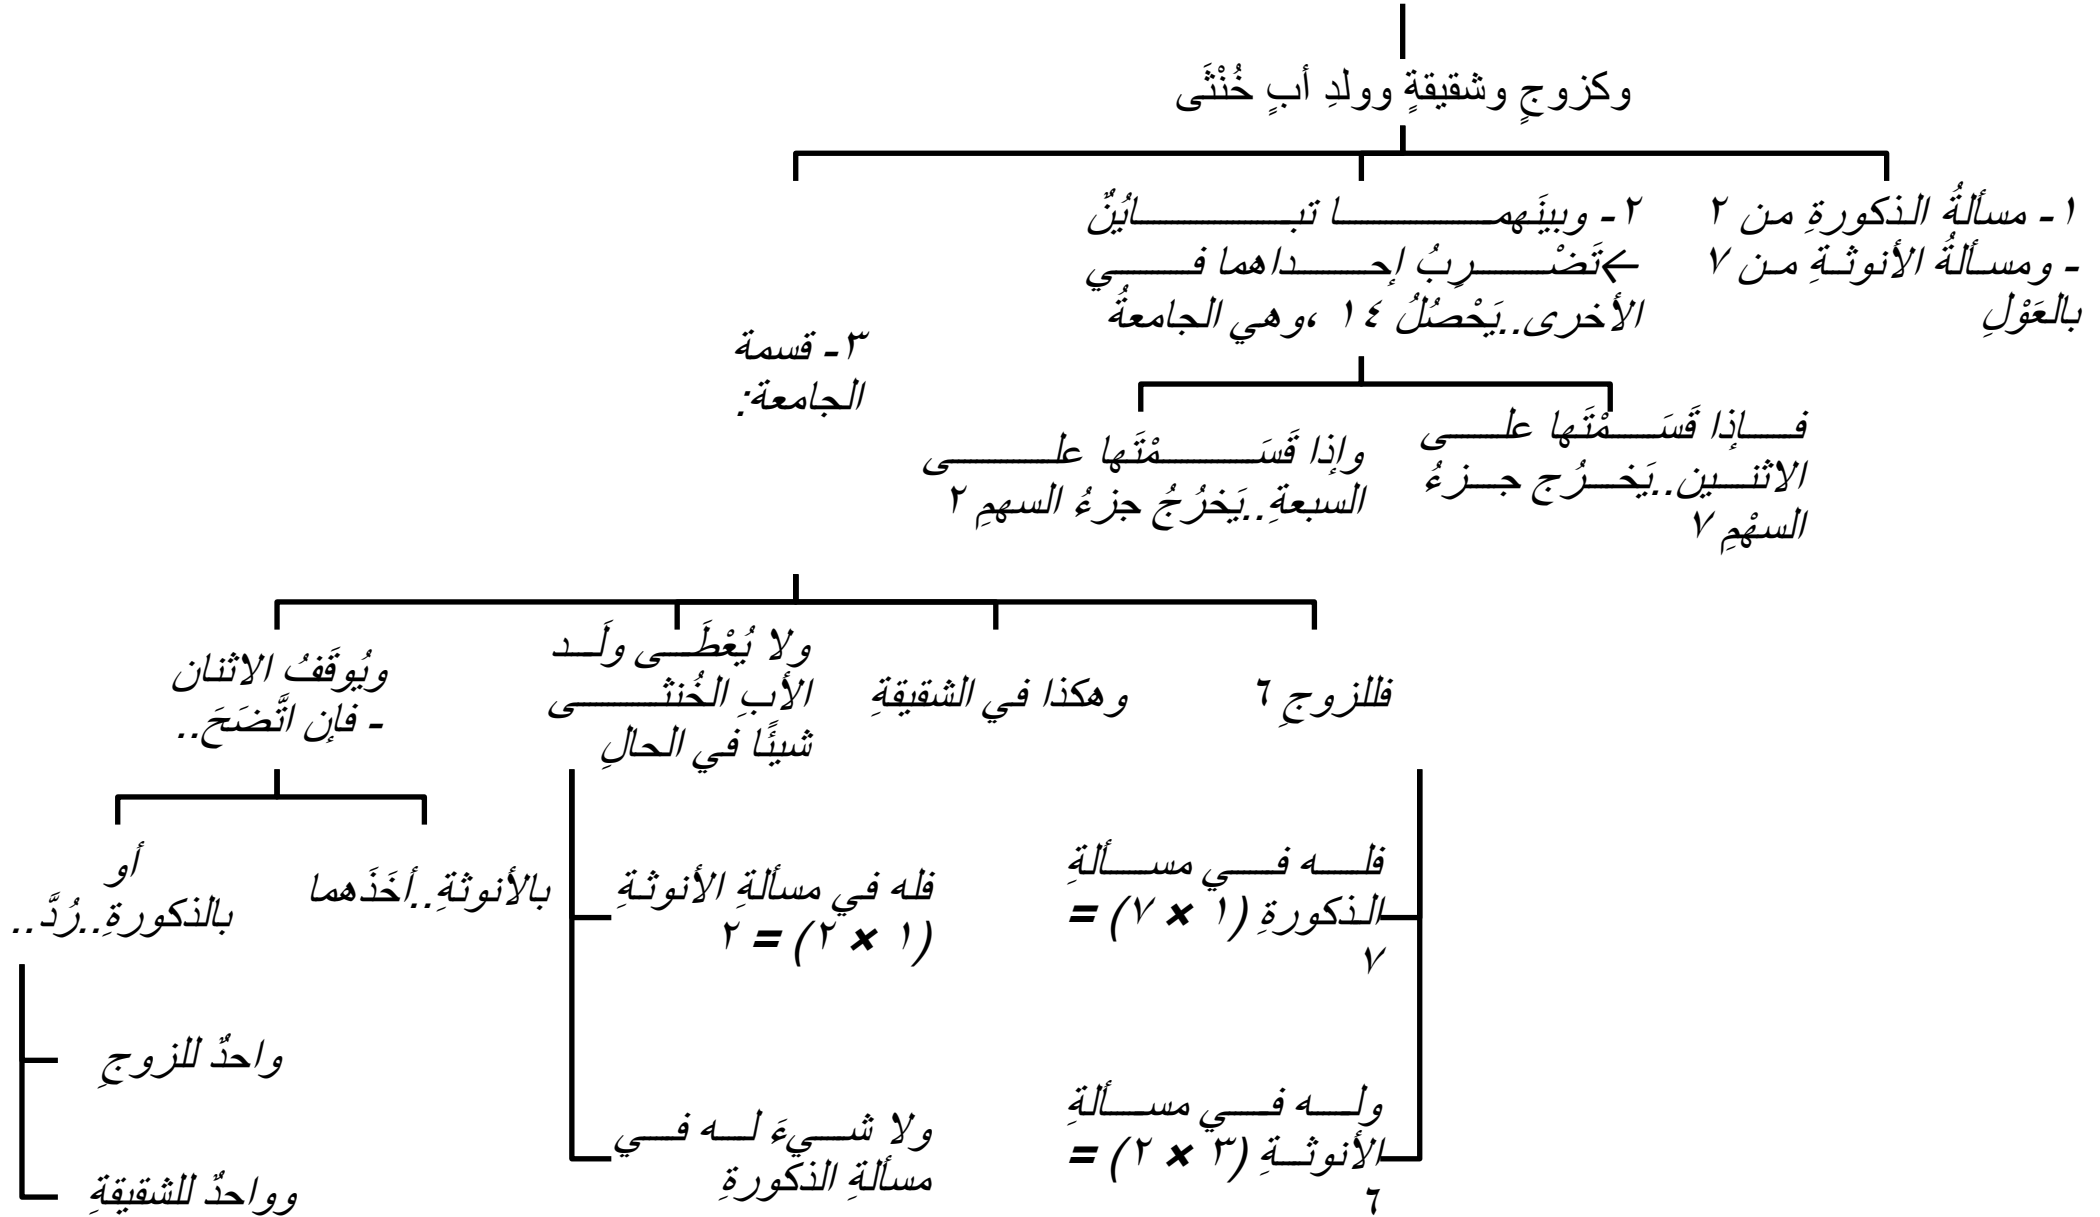 وكزوجٍ وشقيقةٍ وولدِ أبٍ خُنْثَى
١- مسألةُ الذكورةِ من ٢
- ومسألةُ الأنوثةِ من ٧
بالعَوْلِ
٢- وبينَهما تبايُنٌ
←تَضْرِبُ إحداهما في
الأخرى..يَحْصُلُ ١٤ ،وهي الجامعةُ
فإذا قَسَمْتَها على
الاثنين..يَخرُج جزءُ
السهْمِ ٧
وإذا قَسَمْتَها على
السبعةِ..يَخرُجُ جزءُ السهمِ ٢
٣- قسمة
الجامعة:
فللزوجِ ٦
فله في مسألةِ
الذكورةِ (١ × ٧) =
٧
وله في مسألةِ
الأنوثةِ (٣ × ٢) =
٦
وهكذا في الشقيقةِ
ولا يُعْطَى ولَد
الأبِ الخُنثى
شيئًا في الحالِ
فله في مسألةِ الأنوثةِ
(١ × ٢) = ٢
ولا شيءَ له في
مسألةِ الذكورةِ
ويُوقَفُ الاثنان
- فإن اتَّضَحَ..
بالأنوثةِ..أخَذَهما
أو
بالذكورةِ..رُدَّ..
واحدٌ للزوجِ
وواحدٌ للشقيقةِ